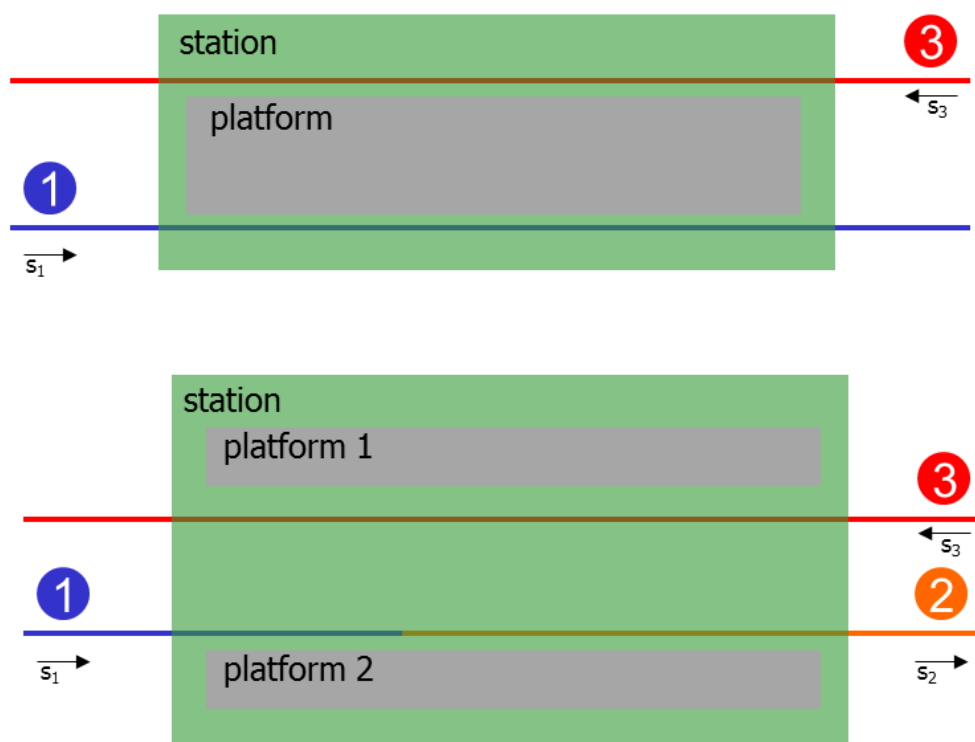 station
3
s₃
platform
1
s₁
station
platform 1
3
s₃
1
2
s₁
platform 2
s₂